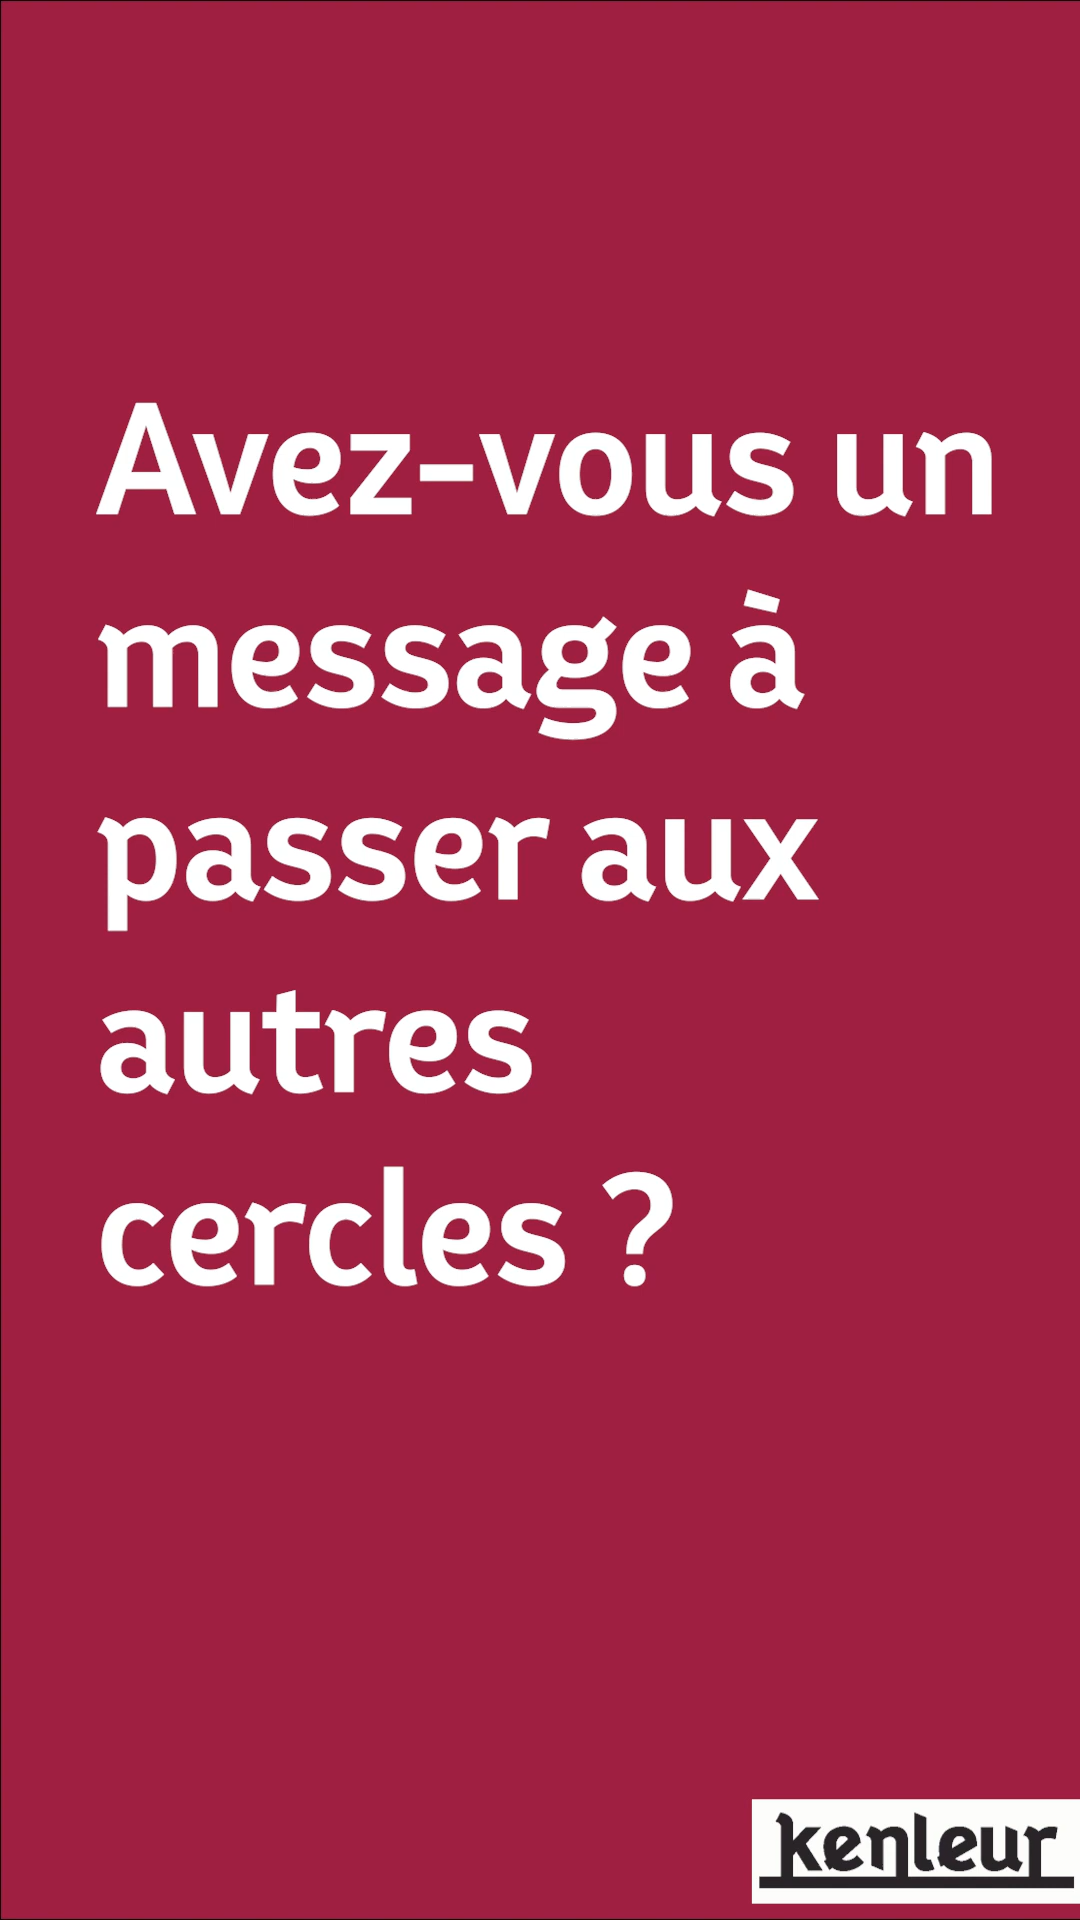 Avez-vous un
message à
passer aux
autres
cercles ?
kenleur